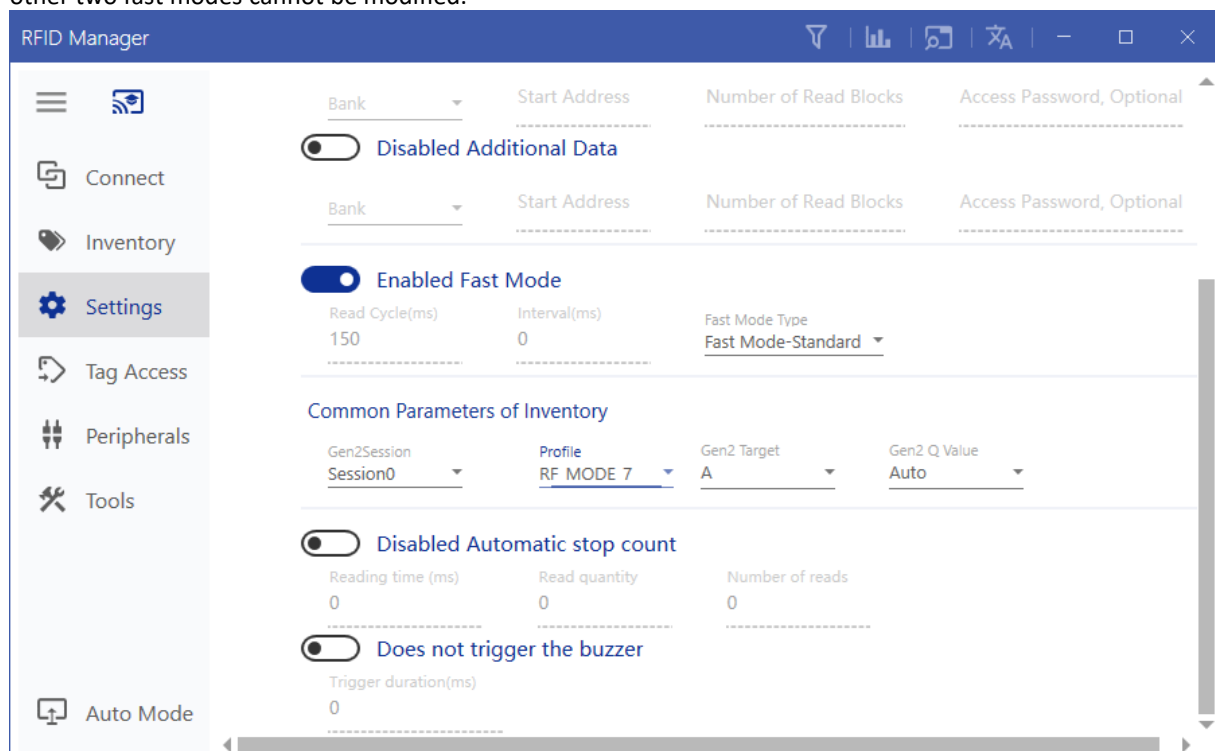 other two fast modes cannot be modified.
RFID Manager
Bank Start Address Number of Read Blocks Access Password, Optional
Disabled Additional Data
Connect
Bank Start Address Number of Read Blocks Access Password, Optional
Inventory
Enabled Fast Mode
Settings
Read Cycle(ms) Interval(ms) Fast Mode Type
150 0 Fast Mode-Standard
Tag Access
Common Parameters of Inventory
Peripherals
Gen2Session Profile Gen2 Target Gen2 Q Value
Session0 RF MODE 7 A Auto
Tools
Disabled Automatic stop count
Reading time (ms) Read quantity Number of reads
0 0 0
Does not trigger the buzzer
Trigger duration(ms)
0
Auto Mode